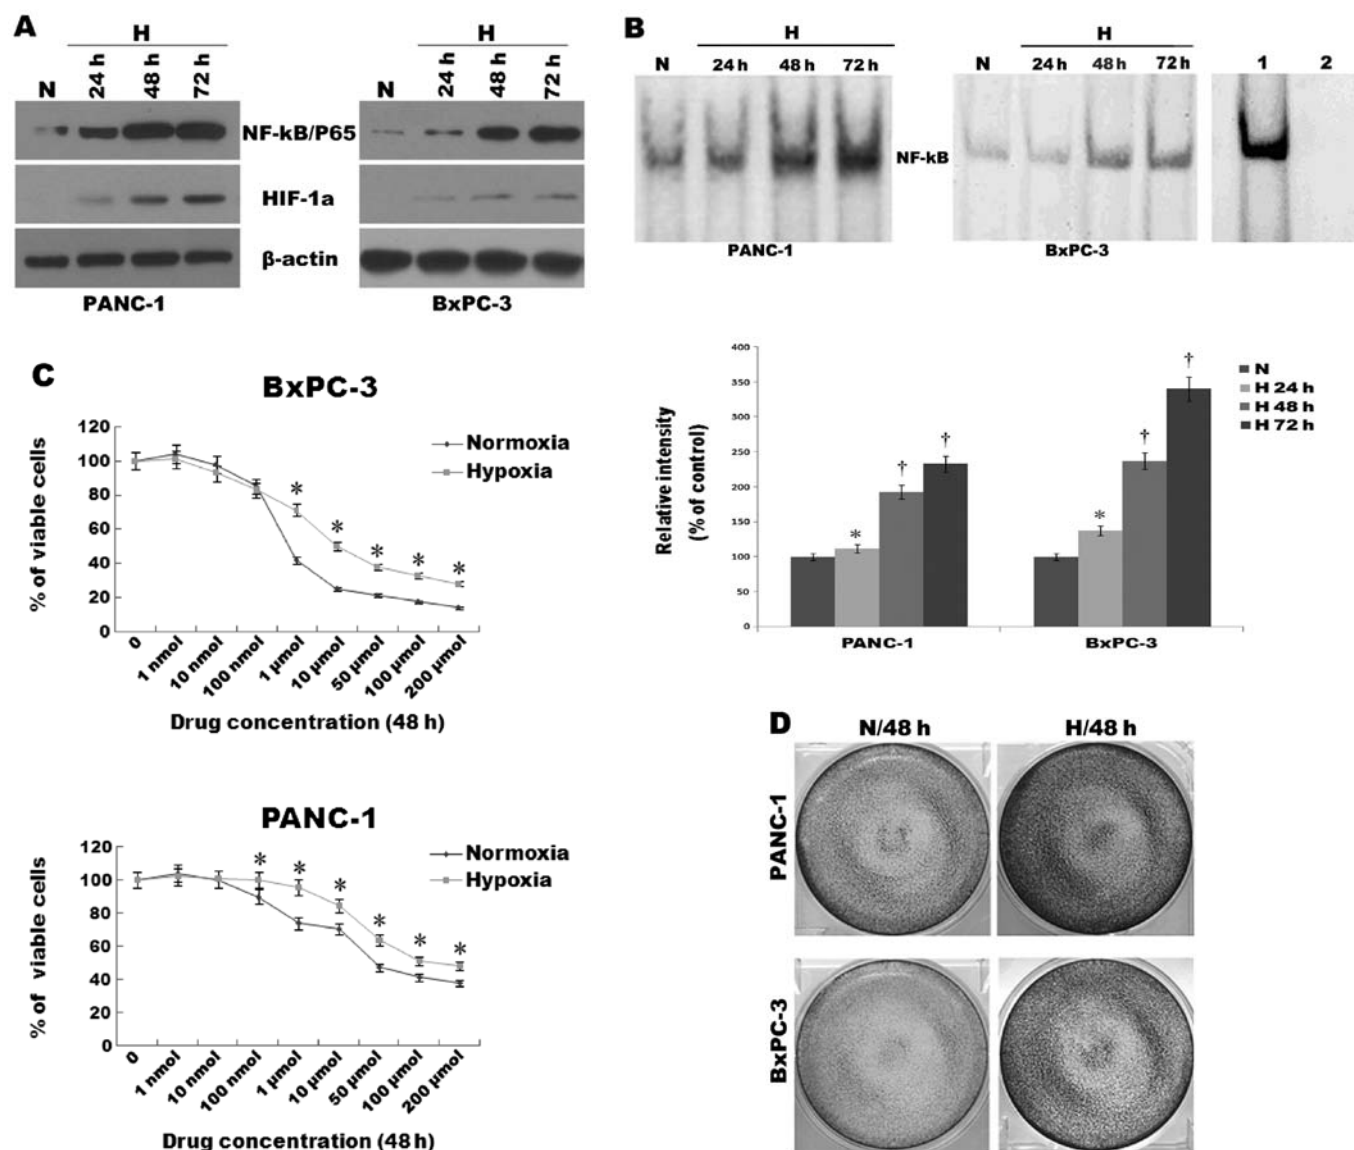 A
H
N
24 h
48 h
72 h
NF-kB/P65
HIF-1a
β-actin
PANC-1
H
N
24 h
48 h
72 h
BxPC-3
B
H
N
24 h
48 h
72 h
PANC-1
NF-kB
H
N
24 h
48 h
72 h
BxPC-3
1
2
Relative intensity
(% of control)
400
350
300
250
200
150
100
50
0
*
†
†
*
†
†
PANC-1
BxPC-3
N
H 24 h
H 48 h
H 72 h
C
BxPC-3
% of viable cells
120
100
80
60
40
20
0
Normoxia
Hypoxia
*
*
*
*
*
0
1 nmol
10 nmol
100 nmol
1 µmol
10 µmol
50 µmol
100 µmol
200 µmol
Drug concentration (48 h)
PANC-1
% of viable cells
120
100
80
60
40
20
0
Normoxia
Hypoxia
*
*
*
*
*
*
0
1 nmol
10 nmol
100 nmol
1 µmol
10 µmol
50 µmol
100 µmol
200 µmol
Drug concentration (48 h)
D
N/48 h
H/48 h
PANC-1
BxPC-3